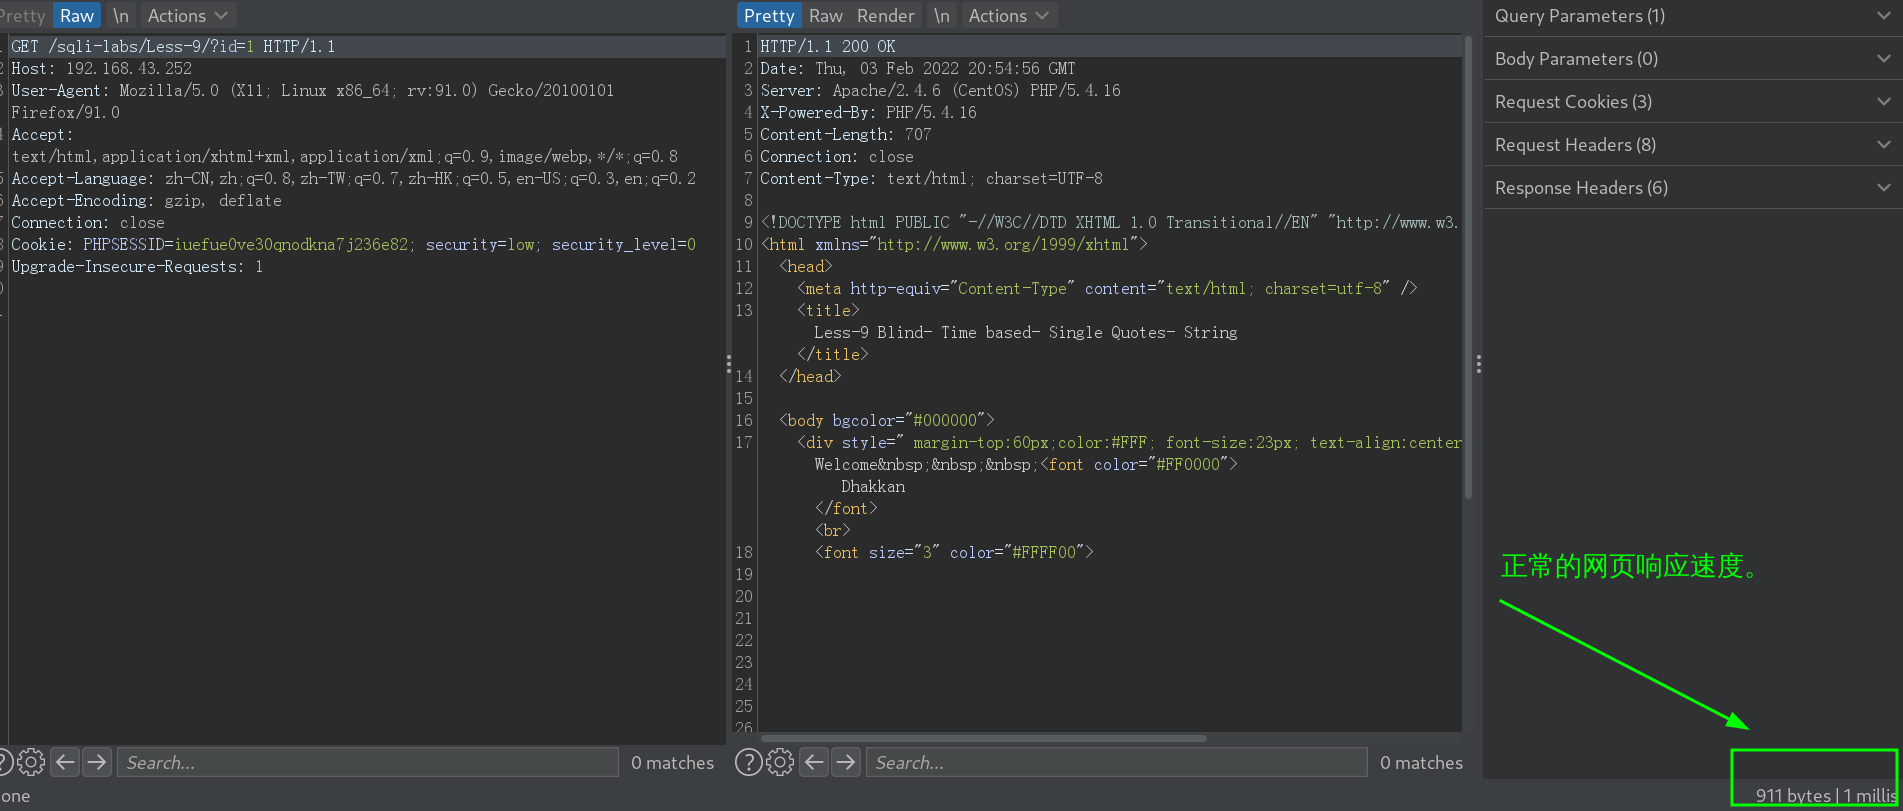 Pretty Raw \n Actions
GET /sqli-labs/Less-9/?id=1 HTTP/1.1
Host: 192.168.43.252
User-Agent: Mozilla/5.0 (X11; Linux x86_64; rv:91.0) Gecko/20100101
Firefox/91.0
Accept:
text/html,application/xhtml+xml,application/xml;q=0.9,image/webp,*/*;q=0.8
Accept-Language: zh-CN,zh;q=0.8,zh-TW;q=0.7,zh-HK;q=0.5,en-US;q=0.3,en;q=0.2
Accept-Encoding: gzip, deflate
Connection: close
Cookie: PHPSESSID=iuefue0ve30qnodkna7j236e82; security=low; security_level=0
Upgrade-Insecure-Requests: 1
Search...
0 matches
one
Pretty Raw Render \n Actions
1 HTTP/1.1 200 OK
2 Date: Thu, 03 Feb 2022 20:54:56 GMT
3 Server: Apache/2.4.6 (CentOS) PHP/5.4.16
4 X-Powered-By: PHP/5.4.16
5 Content-Length: 707
6 Connection: close
7 Content-Type: text/html; charset=UTF-8
8
9 <!DOCTYPE html PUBLIC "-//W3C//DTD XHTML 1.0 Transitional//EN" "http://www.w3.
10 <html xmlns="http://www.w3.org/1999/xhtml">
11 <head>
12 <meta http-equiv="Content-Type" content="text/html; charset=utf-8" />
13 <title>
Less-9 Blind- Time based- Single Quotes- String
</title>
14 </head>
15
16 <body bgcolor="#000000">
17 <div style=" margin-top:60px;color:#FFF; font-size:23px; text-align:center
Welcome&nbsp;&nbsp;&nbsp;<font color="#FF0000">
Dhakkan
</font>
<br>
18 <font size="3" color="#FFFF00">
19
20
21
22
23
24
25
26
Search...
0 matches
Query Parameters (1)
Body Parameters (0)
Request Cookies (3)
Request Headers (8)
Response Headers (6)
正常的网页响应速度。
911 bytes | 1 millis